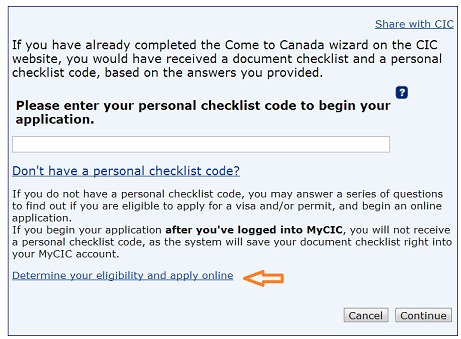 Share with CIC
If you have already completed the Come to Canada wizard on the CIC
website, you would have received a document checklist and a personal
checklist code, based on the answers you provided.
?
Please enter your personal checklist code to begin your
application.
Don't have a personal checklist code?
If you do not have a personal checklist code, you may answer a series of questions
to find out if you are eligible to apply for a visa and/or permit, and begin an online
application.
If you begin your application after you've logged into MyCIC, you will not receive
a personal checklist code, as the system will save your document checklist right into
your MyCIC account.
Determine your eligibility and apply online
Cancel Continue